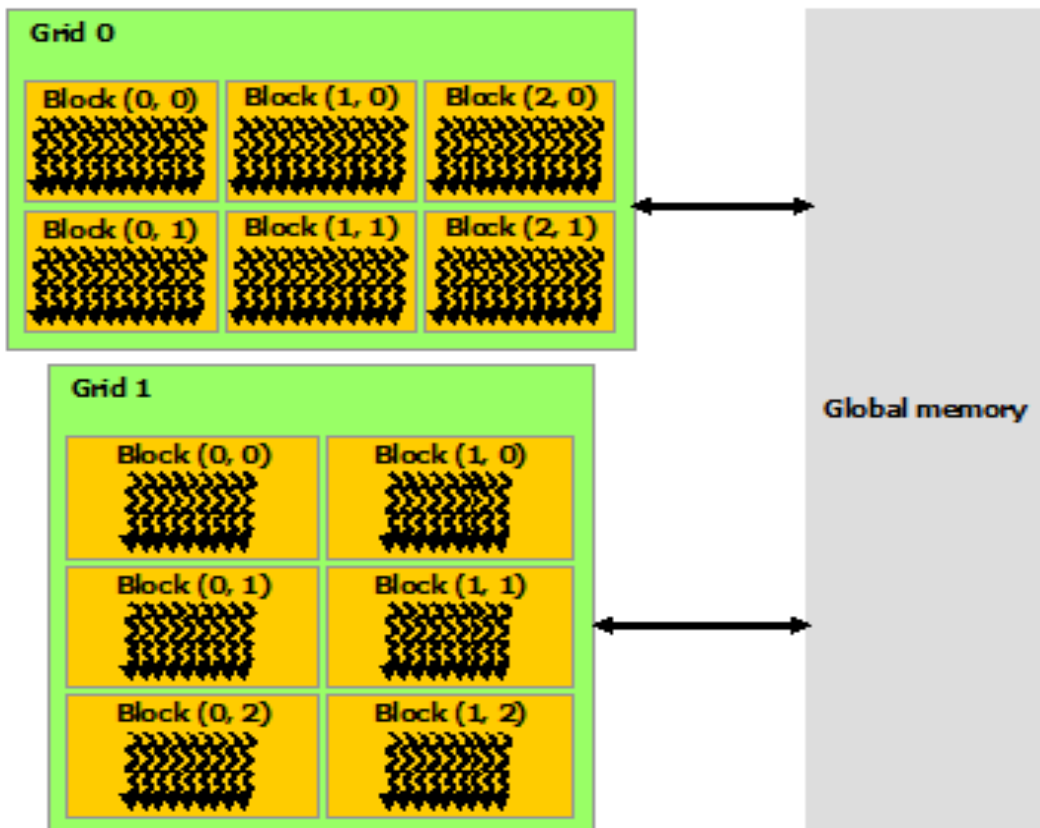 Grid 0
Block (0, 0) Block (1, 0) Block (2, 0)
Block (0, 1) Block (1, 1) Block (2, 1)
Grid 1
Global memory
Block (0, 0) Block (1, 0)
Block (0, 1) Block (1, 1)
Block (0, 2) Block (1, 2)